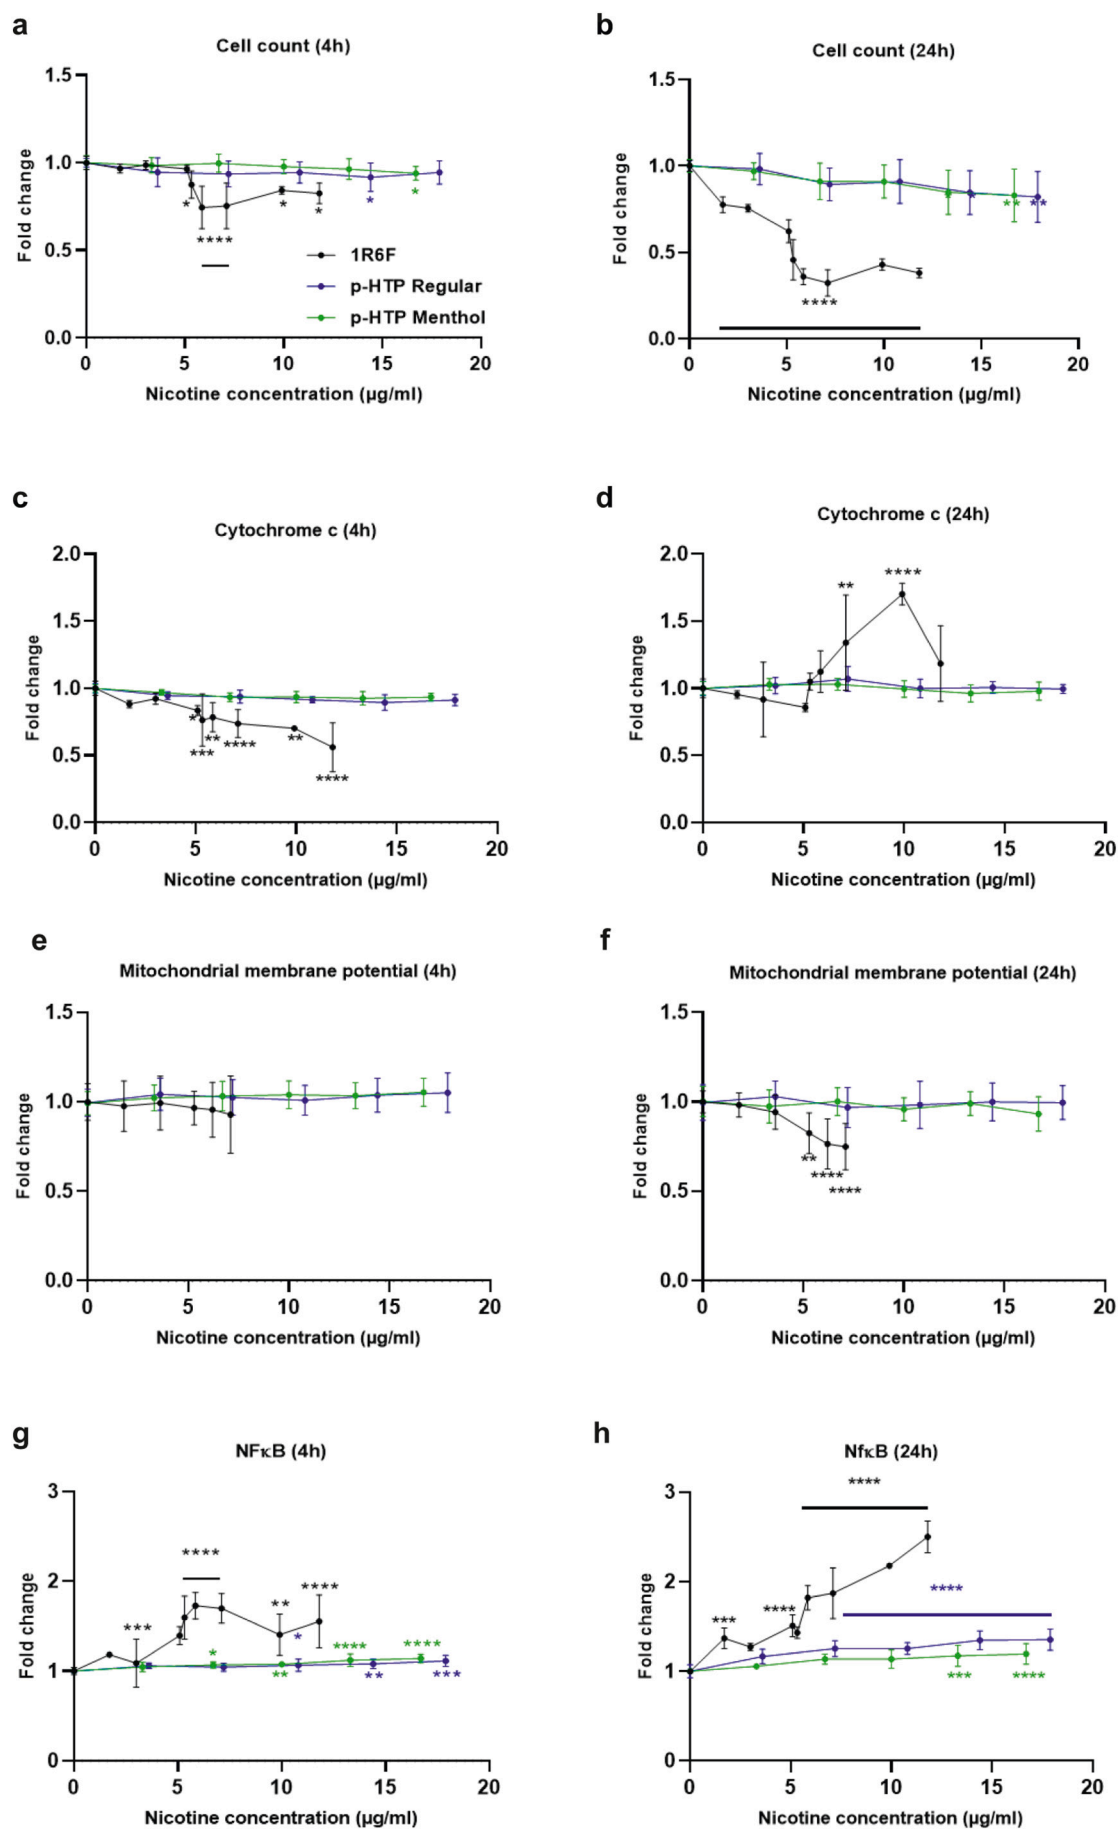 a
Cell count (4h)
1.5
1.0
0.5
0.0
Fold change
*
****
*
*
*
*
1R6F
p-HTP Regular
p-HTP Menthol
0 5 10 15 20
Nicotine concentration (µg/ml)
b
Cell count (24h)
1.5
1.0
0.5
0.0
Fold change
****
*
*
**
**
0 5 10 15 20
Nicotine concentration (µg/ml)
c
Cytochrome c (4h)
2.0
1.5
1.0
0.5
0.0
Fold change
*
***
**
****
**
****
0 5 10 15 20
Nicotine concentration (µg/ml)
d
Cytochrome c (24h)
2.0
1.5
1.0
0.5
0.0
Fold change
**
****
0 5 10 15 20
Nicotine concentration (µg/ml)
e
Mitochondrial membrane potential (4h)
1.5
1.0
0.5
0.0
Fold change
0 5 10 15 20
Nicotine concentration (µg/ml)
f
Mitochondrial membrane potential (24h)
1.5
1.0
0.5
0.0
Fold change
**
****
****
0 5 10 15 20
Nicotine concentration (µg/ml)
g
NFκB (4h)
3
2
1
0
Fold change
***
****
**
****
*
*
****
****
**
**
***
0 5 10 15 20
Nicotine concentration (µg/ml)
h
NfκB (24h)
3
2
1
0
Fold change
***
****
****
****
***
****
0 5 10 15 20
Nicotine concentration (µg/ml)